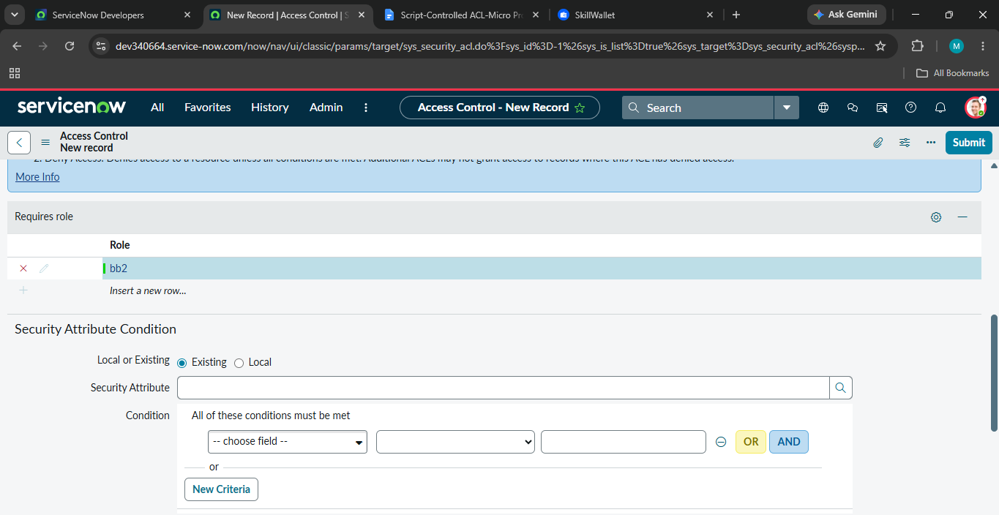 ServiceNow Developers
New Record | Access Control | S
Script-Controlled ACL-Micro Pro
SkillWallet
Ask Gemini
dev340664.service-now.com/now/nav/ui/classic/params/target/sys_security_acl.do%3Fsys_id%3D-1%26sys_is_list%3Dtrue%26sys_target%3Dsys_security_acl%26sysp...
M
All Bookmarks
servicenow
All
Favorites
History
Admin
Access Control - New Record
Search
Access Control
New record
Submit
2. Deny Access: Denies access to a resource unless all conditions are met. Additional ACLs may not grant access to records where this ACL has denied access.
More Info
Requires role
Role
bb2
Insert a new row...
Security Attribute Condition
Local or Existing
Existing
Local
Security Attribute
Condition
All of these conditions must be met
-- choose field --
OR
AND
or
New Criteria